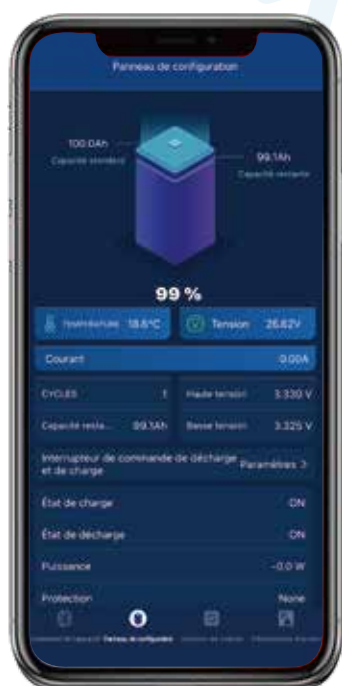 Panneau de configuration
100.0Ah
Capacité standard
99.1Ah
Capacité restante
99 %
Température 18.6°C
Tension 26.62V
Courant 0.00A
CYCLES 1
Haute tension 3.330 V
Capacité resta... 99.1Ah
Basse tension 3.325 V
Interrupteur de commande de décharge
et de charge
Paramètres >
État de charge ON
État de décharge ON
Puissance -0.0 W
Protection None